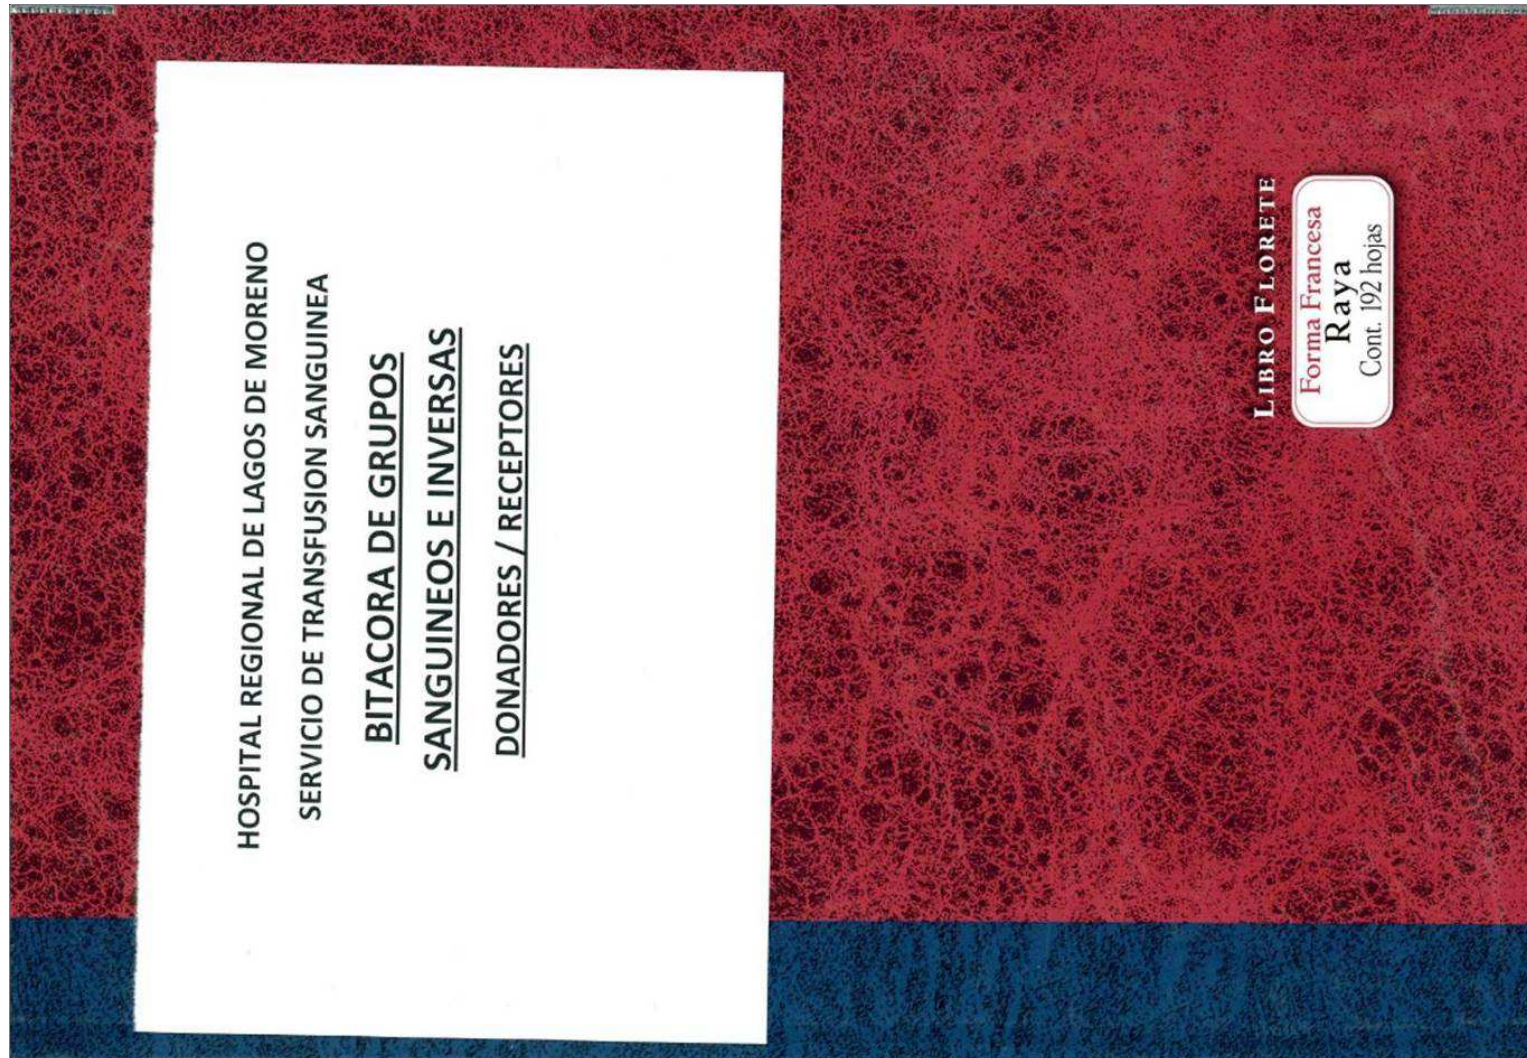 HOSPITAL REGIONAL DE LAGOS DE MORENO
SERVICIO DE TRANSFUSION SANGUINEA
BITACORA DE GRUPOS
SANGUINEOS E INVERSAS
DONADORES / RECEPTORES
LIBRO FLORETE
Forma Francesa
Raya
Cont. 192 hojas